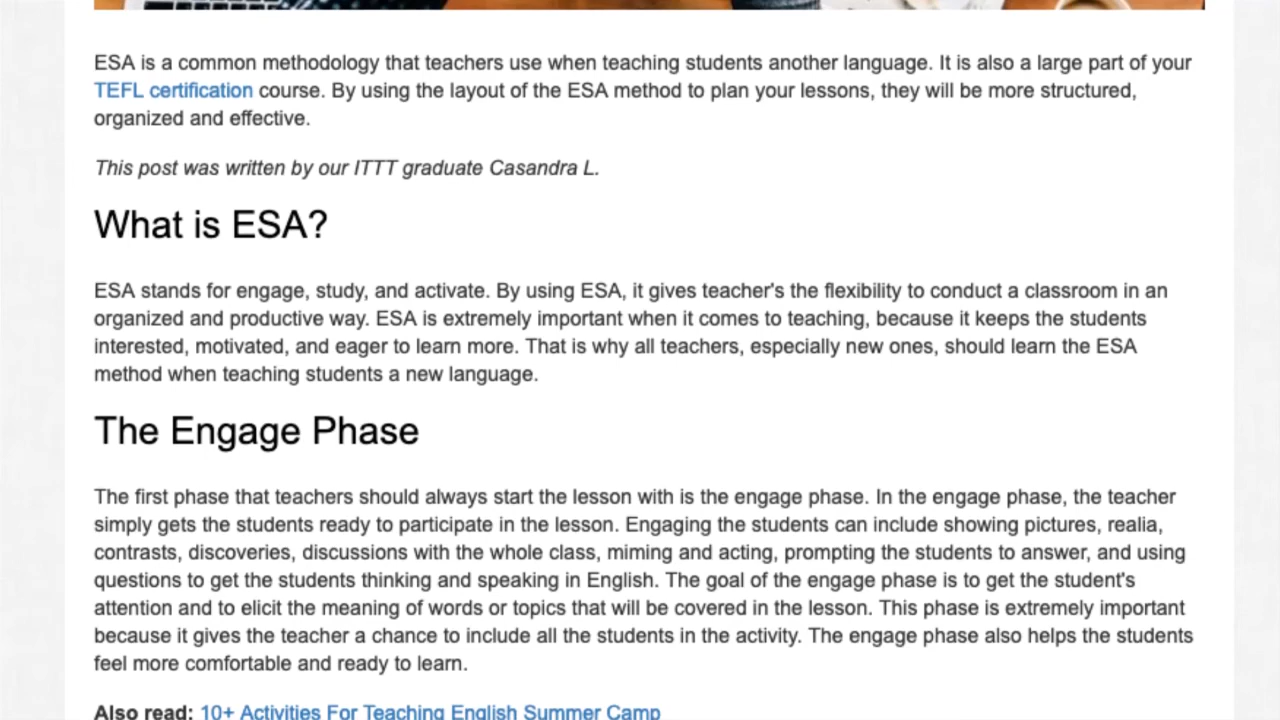 ESA is a common methodology that teachers use when teaching students another language. It is also a large part of your
TEFL certification course. By using the layout of the ESA method to plan your lessons, they will be more structured,
organized and effective.
This post was written by our ITTT graduate Casandra L.
What is ESA?
ESA stands for engage, study, and activate. By using ESA, it gives teacher's the flexibility to conduct a classroom in an
organized and productive way. ESA is extremely important when it comes to teaching, because it keeps the students
interested, motivated, and eager to learn more. That is why all teachers, especially new ones, should learn the ESA
method when teaching students a new language.
The Engage Phase
The first phase that teachers should always start the lesson with is the engage phase. In the engage phase, the teacher
simply gets the students ready to participate in the lesson. Engaging the students can include showing pictures, realia,
contrasts, discoveries, discussions with the whole class, miming and acting, prompting the students to answer, and using
questions to get the students thinking and speaking in English. The goal of the engage phase is to get the student's
attention and to elicit the meaning of words or topics that will be covered in the lesson. This phase is extremely important
because it gives the teacher a chance to include all the students in the activity. The engage phase also helps the students
feel more comfortable and ready to learn.
Also read: 10+ Activities For Teaching English Summer Camp